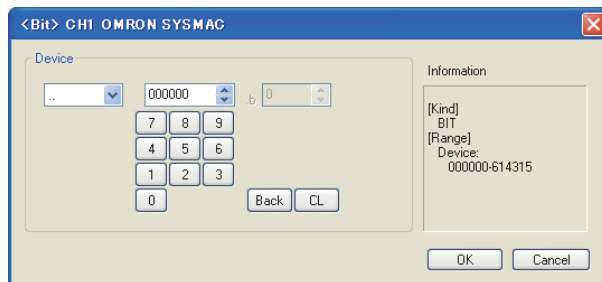 <Bit> CH1 OMRON SYSMAC
Device
.. 000000 .b 0
7 8 9
4 5 6
1 2 3
0 Back CL
Information
[Kind]
BIT
[Range]
Device:
000000-614315
OK Cancel